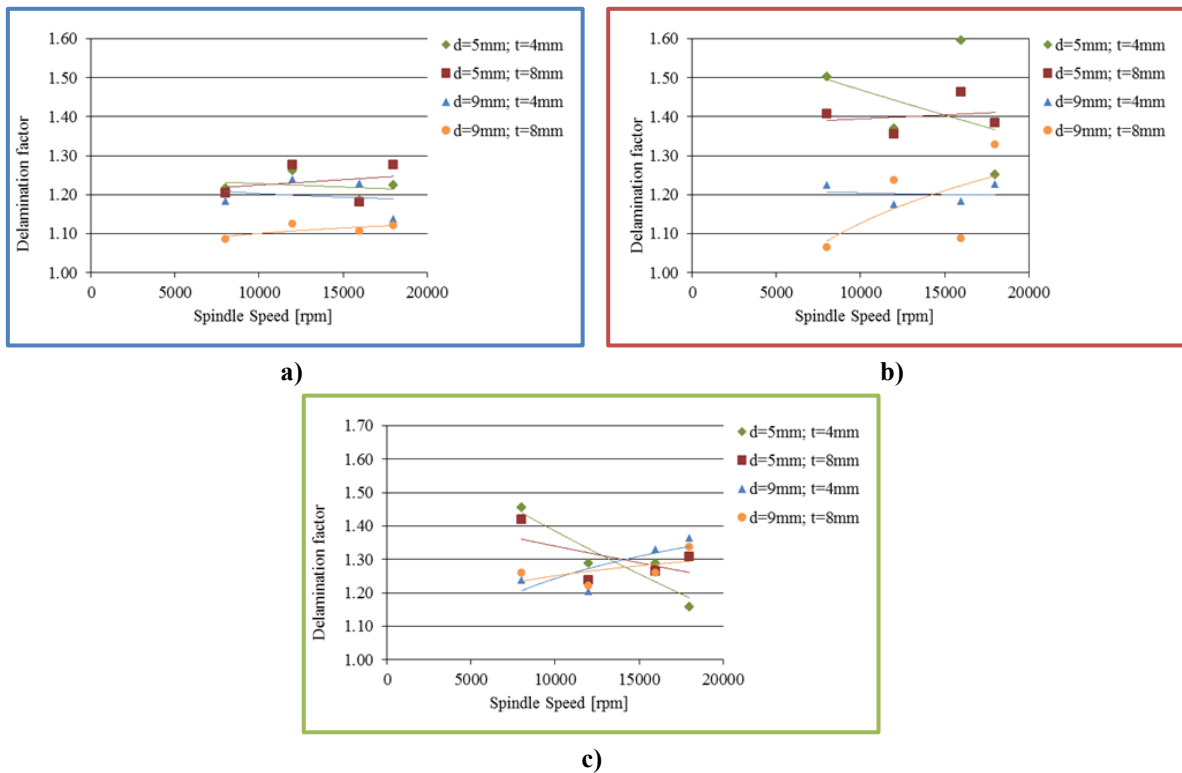 1.60
1.50
1.40
1.30
1.20
1.10
1.00
Delamination factor
0 5000 10000 15000 20000
Spindle Speed [rpm]
d=5mm; t=4mm
d=5mm; t=8mm
d=9mm; t=4mm
d=9mm; t=8mm
a)
1.60
1.50
1.40
1.30
1.20
1.10
1.00
Delamination factor
0 5000 10000 15000 20000
Spindle Speed [rpm]
d=5mm; t=4mm
d=5mm; t=8mm
d=9mm; t=4mm
d=9mm; t=8mm
b)
1.70
1.60
1.50
1.40
1.30
1.20
1.10
1.00
Delamination factor
0 5000 10000 15000 20000
Spindle Speed [rpm]
d=5mm; t=4mm
d=5mm; t=8mm
d=9mm; t=4mm
d=9mm; t=8mm
c)